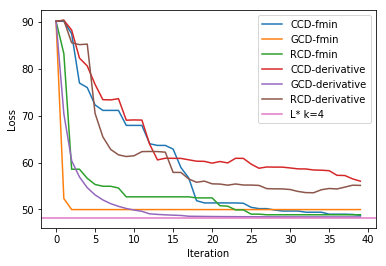 90
80
70
60
50
Loss
0
5
10
15
20
25
30
35
40
Iteration
CCD-fmin
GCD-fmin
RCD-fmin
CCD-derivative
GCD-derivative
RCD-derivative
L* k=4